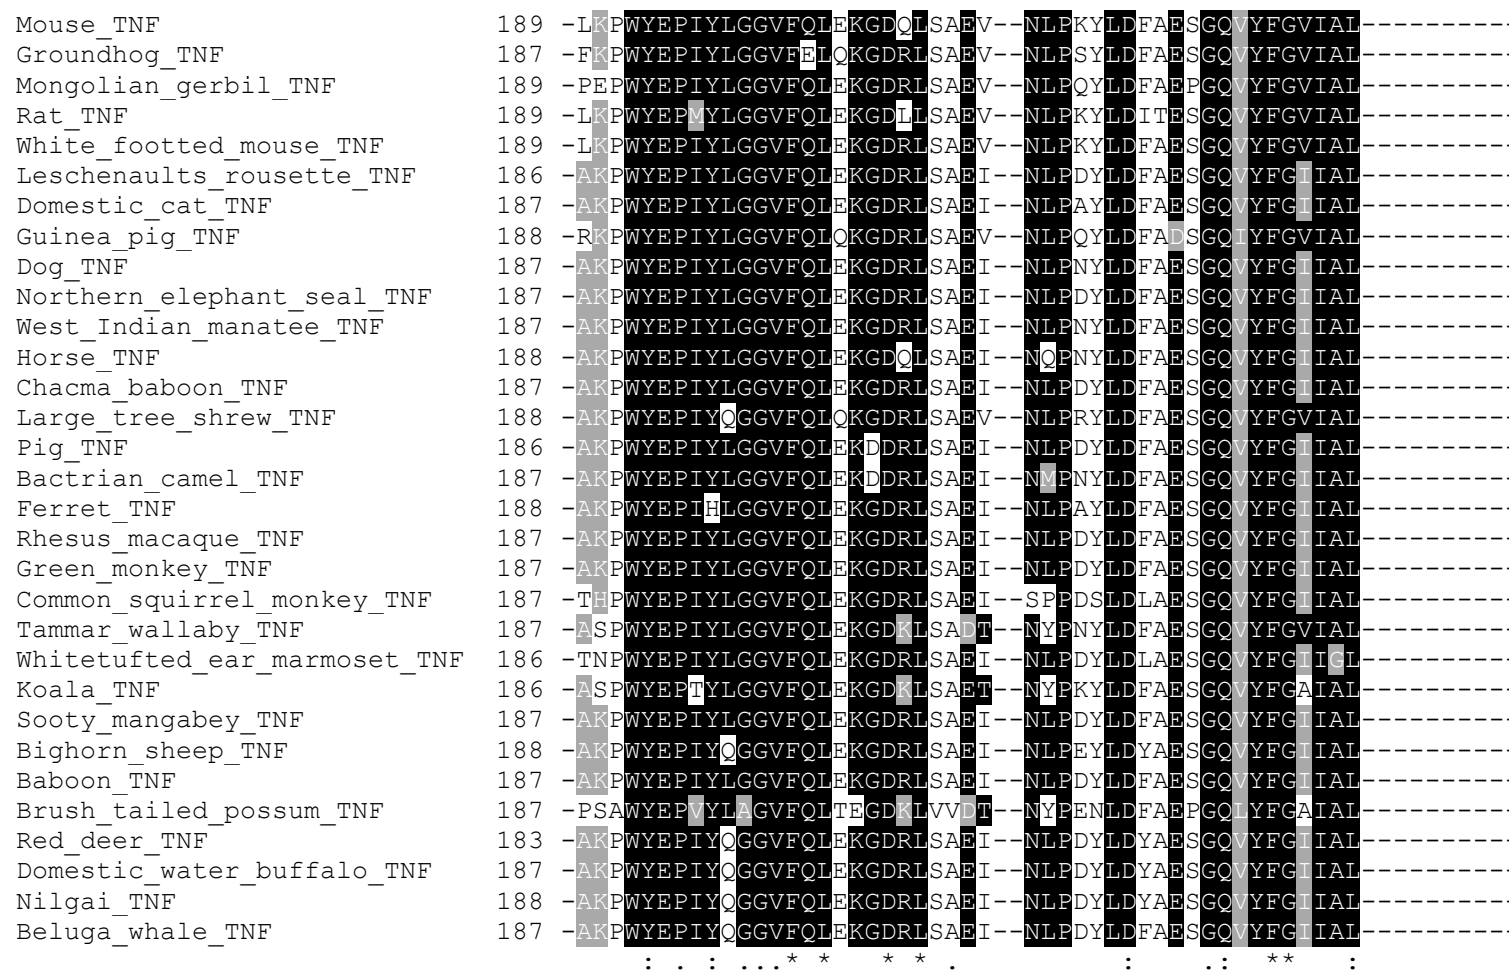 Mouse_TNF 189 -LKPWYEPIYLGGVFQLEKGDQLSAEV--NLPKYLDFAESGQVYFGVIAL----------
Groundhog_TNF 187 -FKPWYEPIYLGGVFELQKGDRLSAEV--NLPSYLDFAESGQVYFGVIAL----------
Mongolian_gerbil_TNF 189 -PEPWYEPIYLGGVFQLEKGDRLSAEV--NLPQYLDFAEPGQVYFGVIAL----------
Rat_TNF 189 -LKPWYEPMYLGGVFQLEKGDLLSAEV--NLPKYLDITESGQVYFGVIAL----------
White_footted_mouse_TNF 189 -LKPWYEPIYLGGVFQLEKGDRLSAEV--NLPKYLDFAESGQVYFGVIAL----------
Leschenaults_rousette_TNF 186 -AKPWYEPIYLGGVFQLEKGDRLSAEI--NLPDYLDFAESGQVYFGIIAL----------
Domestic_cat_TNF 187 -AKPWYEPIYLGGVFQLEKGDRLSAEI--NLPAYLDFAESGQVYFGIIAL----------
Guinea_pig_TNF 188 -RKPWYEPIYLGGVFQLQKGDRLSAEV--NLPQYLDFADSGQIYFGVIAL----------
Dog_TNF 187 -AKPWYEPIYLGGVFQLEKGDRLSAEI--NLPNYLDFAESGQVYFGIIAL----------
Northern_elephant_seal_TNF 187 -AKPWYEPIYLGGVFQLEKGDRLSAEI--NLPDYLDFAESGQVYFGIIAL----------
West_Indian_manatee_TNF 187 -AKPWYEPIYLGGVFQLEKGDRLSAEI--NLPNYLDFAESGQVYFGIIAL----------
Horse_TNF 188 -AKPWYEPIYLGGVFQLEKGDQLSAEI--NQPNYLDFAESGQVYFGIIAL----------
Chacma_baboon_TNF 187 -AKPWYEPIYLGGVFQLEKGDRLSAEI--NLPDYLDFAESGQVYFGIIAL----------
Large_tree_shrew_TNF 188 -AKPWYEPIYQGGVFQLQKGDRLSAEV--NLPRYLDFAESGQVYFGVIAL----------
Pig_TNF 186 -AKPWYEPIYLGGVFQLEKDDRLSAEI--NLPDYLDFAESGQVYFGIIAL----------
Bactrian_camel_TNF 187 -AKPWYEPIYLGGVFQLEKDDRLSAEI--NMPNYLDFAESGQVYFGIIAL----------
Ferret_TNF 188 -AKPWYEPIHLGGVFQLEKGDRLSAEI--NLPAYLDFAESGQVYFGIIAL----------
Rhesus_macaque_TNF 187 -AKPWYEPIYLGGVFQLEKGDRLSAEI--NLPDYLDFAESGQVYFGIIAL----------
Green_monkey_TNF 187 -AKPWYEPIYLGGVFQLEKGDRLSAEI--NLPDYLDFAESGQVYFGIIAL----------
Common_squirrel_monkey_TNF 187 -THPWYEPIYLGGVFQLEKGDRLSAEI--SPPDSLDLAESGQVYFGIIAL----------
Tammar_wallaby_TNF 187 -ASPWYEPIYLGGVFQLEKGDKLSADT--NYPNYLDFAESGQVYFGVIAL----------
Whitetufted_ear_marmoset_TNF 186 -TNPWYEPIYLGGVFQLEKGDRLSAEI--NLPDYLDLAESGQVYFGIIGL----------
Koala_TNF 186 -ASPWYEPTYLGGVFQLEKGDKLSAET--NYPKYLDFAESGQVYFGAIAL----------
Sooty_mangabey_TNF 187 -AKPWYEPIYLGGVFQLEKGDRLSAEI--NLPDYLDFAESGQVYFGIIAL----------
Bighorn_sheep_TNF 188 -AKPWYEPIYQGGVFQLEKGDRLSAEI--NLPEYLDYAESGQVYFGIIAL----------
Baboon_TNF 187 -AKPWYEPIYLGGVFQLEKGDRLSAEI--NLPDYLDFAESGQVYFGIIAL----------
Brush_tailed_possum_TNF 187 -PSAWYEPVYLAGVFQLTEGDKLVVDT--NYPENLDFAEPGQLYFGAIAL----------
Red_deer_TNF 183 -AKPWYEPIYQGGVFQLEKGDRLSAEI--NLPDYLDYAESGQVYFGIIAL----------
Domestic_water_buffalo_TNF 187 -AKPWYEPIYQGGVFQLEKGDRLSAEI--NLPDYLDYAESGQVYFGIIAL----------
Nilgai_TNF 188 -AKPWYEPIYQGGVFQLEKGDRLSAEI--NLPDYLDYAESGQVYFGIIAL----------
Beluga_whale_TNF 187 -AKPWYEPIYQGGVFQLEKGDRLSAEI--NLPDYLDFAESGQVYFGIIAL----------
: . : ...* *   * * .          :    .:  **   :